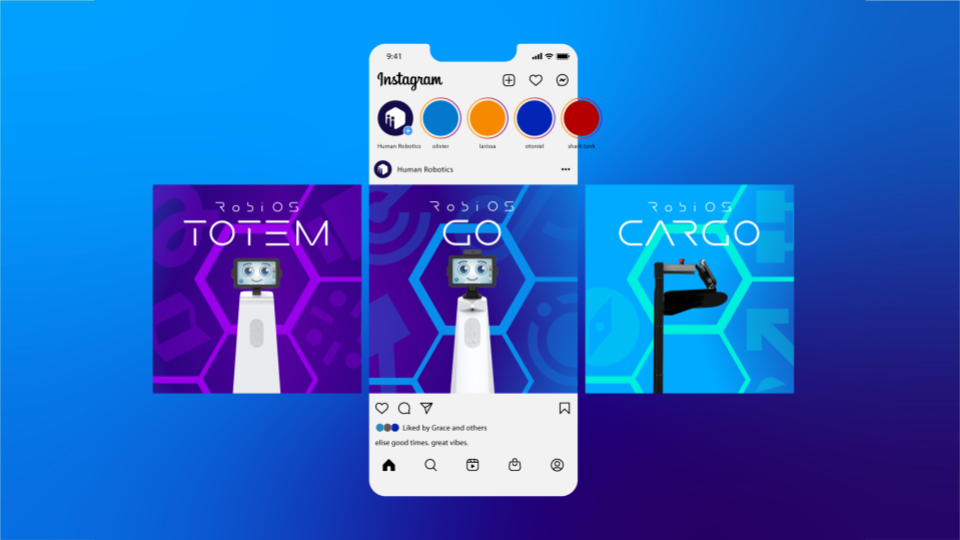 9:41
Instagram
Human Robotics olivier larissa otoniel shark tank
Human Robotics
RobiOS
TOTEM
RobiOS
GO
RobiOS
CARGO
Liked by Grace and others
elise good times. great vibes.